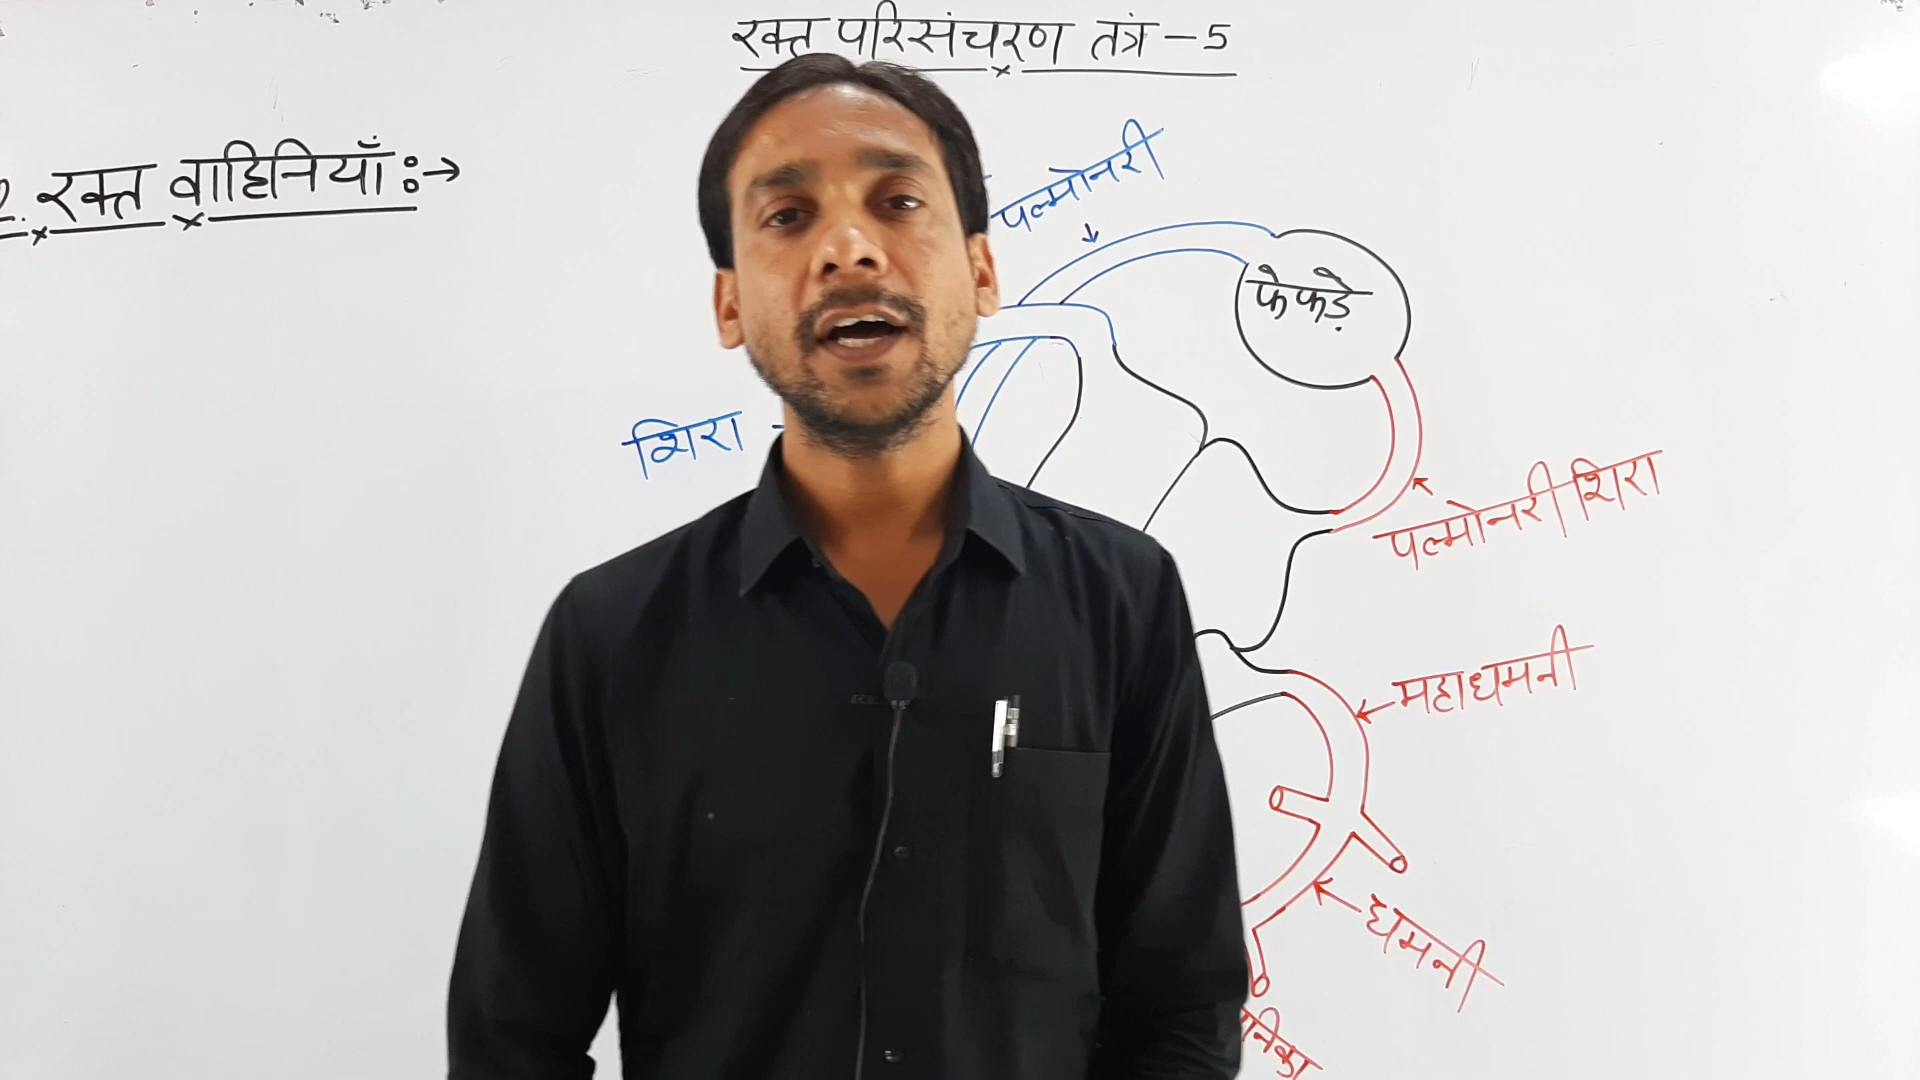 रक्त परिसंचरण तंत्र - 5
2. रक्त वाहिनियाँ :→
पल्मोनरी
फेफड़े
शिरा
पल्मोनरी शिरा
महाधमनी
धमनी